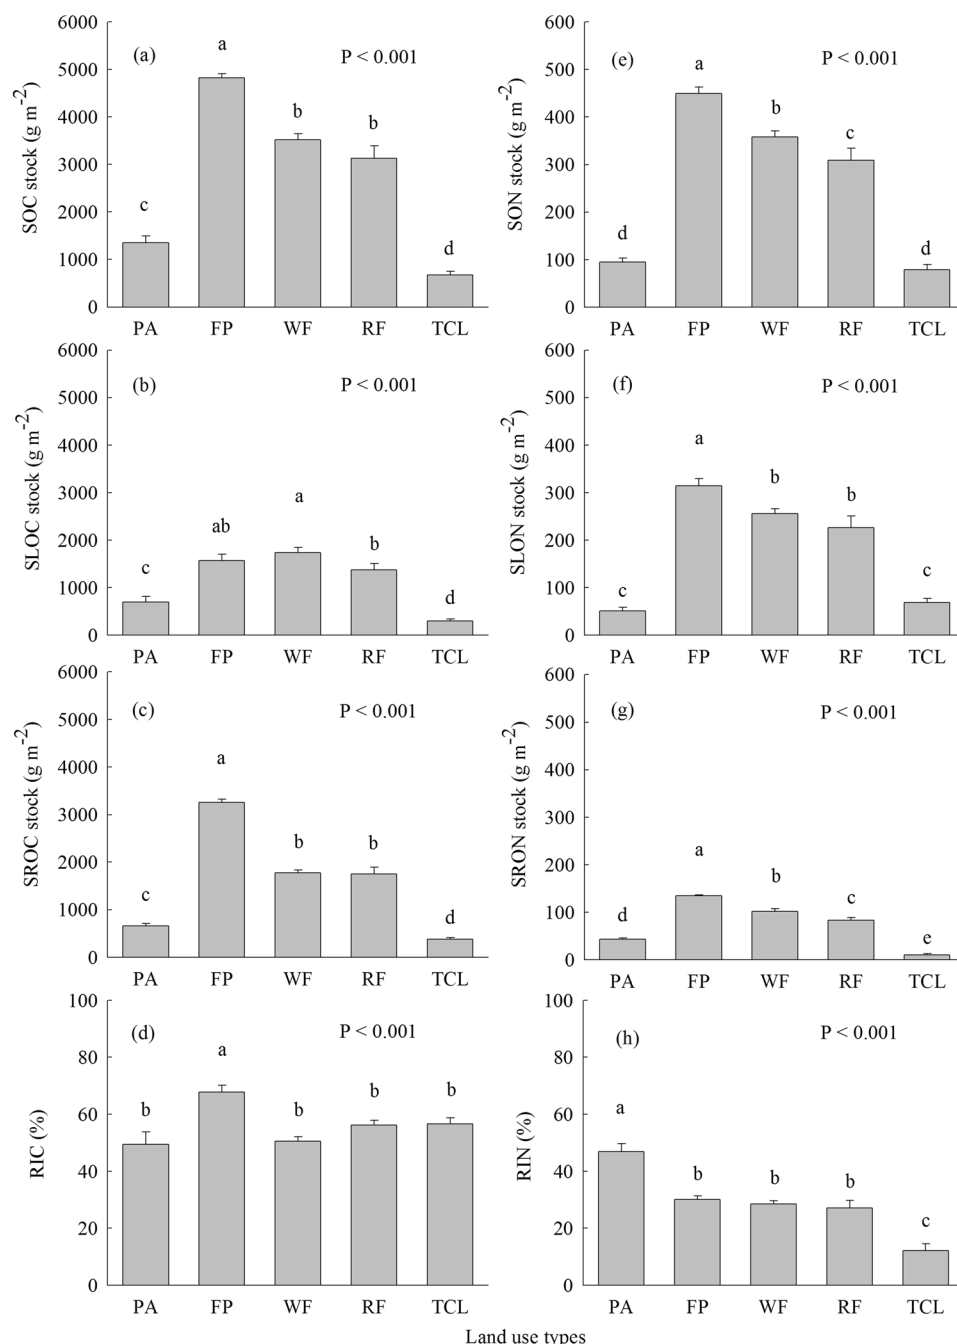 SOC stock (g m⁻²)
6000
5000
4000
3000
2000
1000
0
(a)
P < 0.001
c
a
b
b
d
PA FP WF RF TCL
SON stock (g m⁻²)
600
500
400
300
200
100
0
(e)
P < 0.001
d
a
b
c
d
PA FP WF RF TCL
SLOC stock (g m⁻²)
6000
5000
4000
3000
2000
1000
0
(b)
P < 0.001
c
ab
a
b
d
PA FP WF RF TCL
SLON stock (g m⁻²)
600
500
400
300
200
100
0
(f)
P < 0.001
c
a
b
b
c
PA FP WF RF TCL
SROC stock (g m⁻²)
6000
5000
4000
3000
2000
1000
0
(c)
P < 0.001
c
a
b
b
d
PA FP WF RF TCL
SRON stock (g m⁻²)
600
500
400
300
200
100
0
(g)
P < 0.001
d
a
b
c
e
PA FP WF RF TCL
RIC (%)
100
80
60
40
20
0
(d)
P < 0.001
b
a
b
b
b
PA FP WF RF TCL
RIN (%)
100
80
60
40
20
0
(h)
P < 0.001
a
b
b
b
c
PA FP WF RF TCL
Land use types